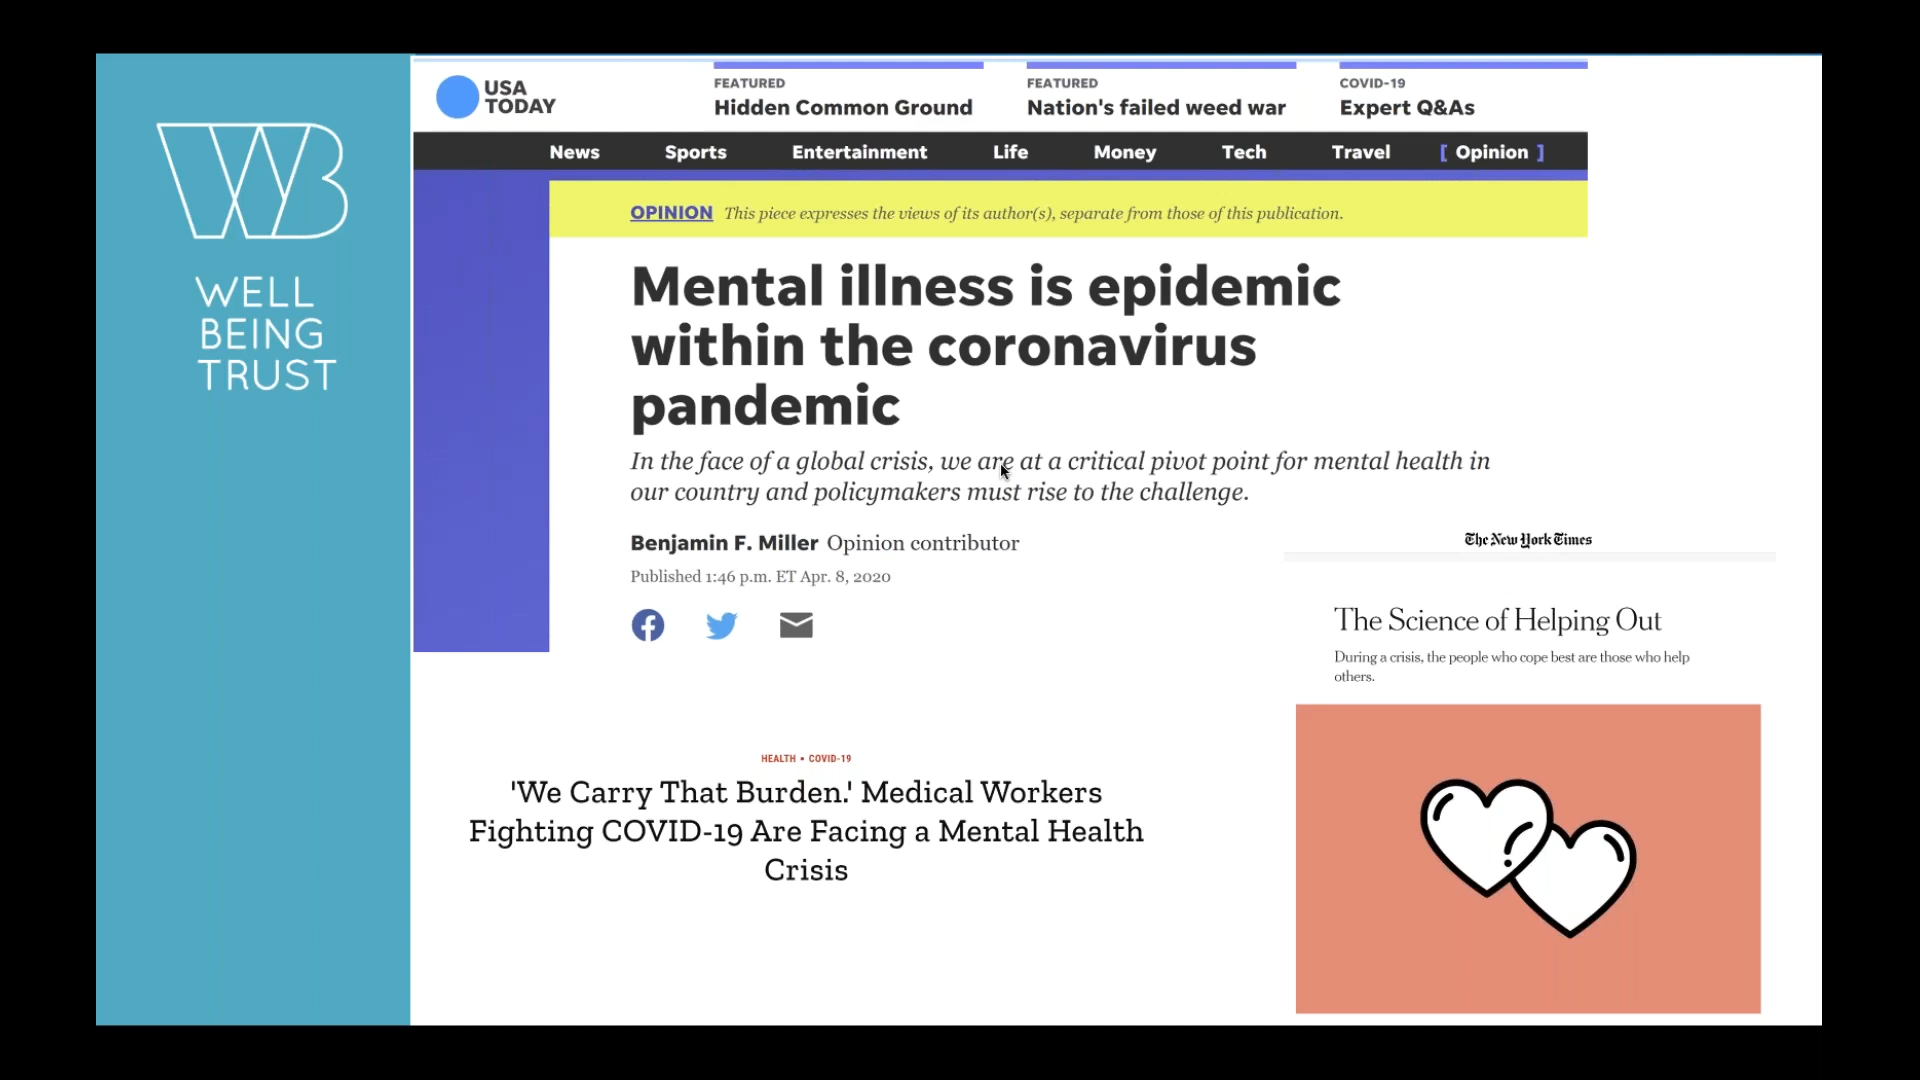 WB
WELL
BEING
TRUST
USA
TODAY
FEATURED
Hidden Common Ground
FEATURED
Nation's failed weed war
COVID-19
Expert Q&As
News Sports Entertainment Life Money Tech Travel [ Opinion ]
OPINION This piece expresses the views of its author(s), separate from those of this publication.
Mental illness is epidemic
within the coronavirus
pandemic
In the face of a global crisis, we are at a critical pivot point for mental health in
our country and policymakers must rise to the challenge.
Benjamin F. Miller Opinion contributor
Published 1:46 p.m. ET Apr. 8, 2020
The New York Times
The Science of Helping Out
During a crisis, the people who cope best are those who help
others.
HEALTH • COVID-19
'We Carry That Burden.' Medical Workers
Fighting COVID-19 Are Facing a Mental Health
Crisis